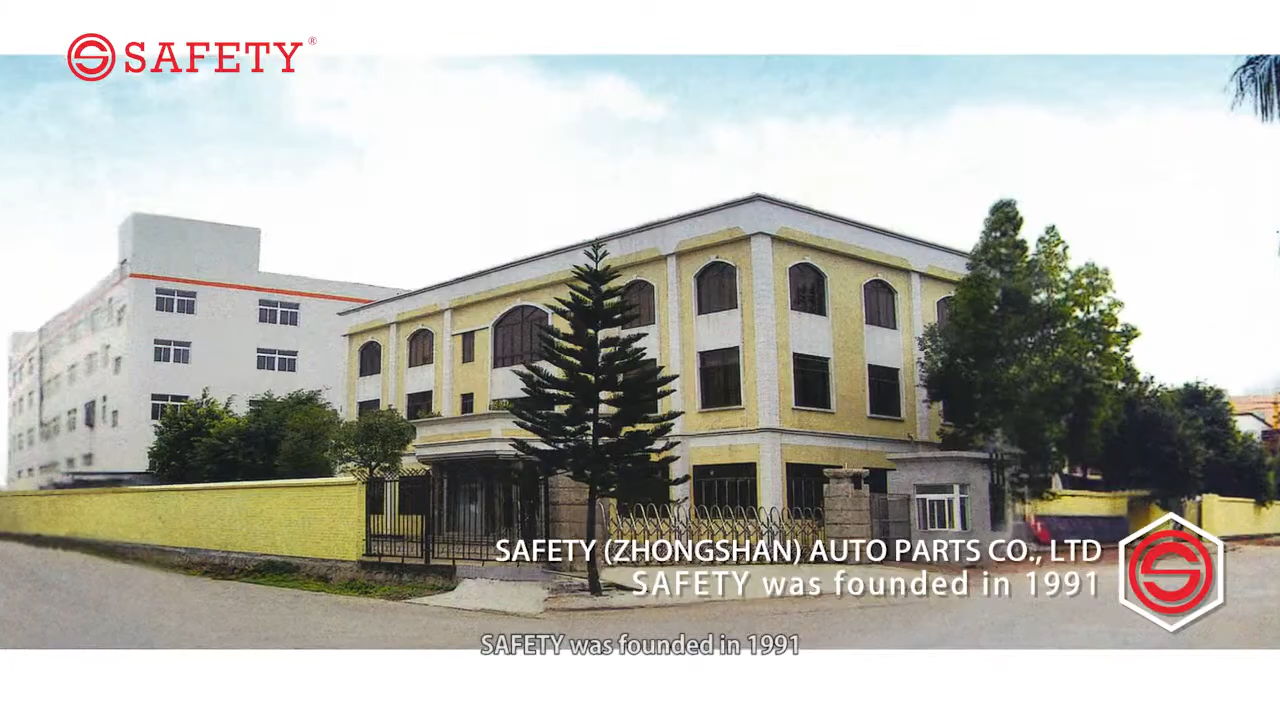 SAFETY®
SAFETY (ZHONGSHAN) AUTO PARTS CO., LTD
SAFETY was founded in 1991
SAFETY was founded in 1991